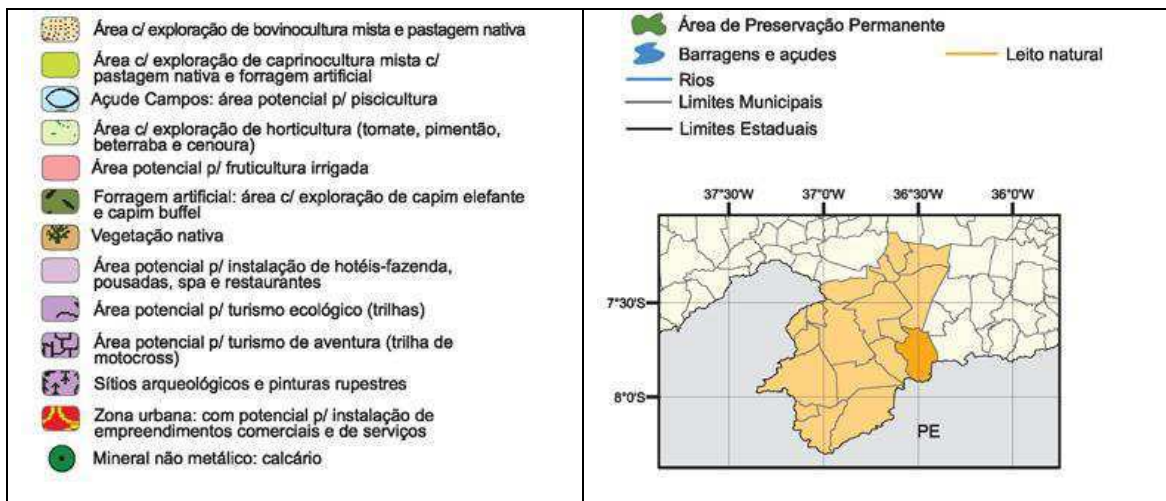 Área c/ exploração de bovinocultura mista e pastagem nativa
Área c/ exploração de caprinocultura mista c/
pastagem nativa e forragem artificial
Açude Campos: área potencial p/ piscicultura
Área c/ exploração de horticultura (tomate, pimentão,
beterraba e cenoura)
Área potencial p/ fruticultura irrigada
Forragem artificial: área c/ exploração de capim elefante
e capim buffel
Vegetação nativa
Área potencial p/ instalação de hotéis-fazenda,
pousadas, spa e restaurantes
Área potencial p/ turismo ecológico (trilhas)
Área potencial p/ turismo de aventura (trilha de
motocross)
Sítios arqueológicos e pinturas rupestres
Zona urbana: com potencial p/ instalação de
empreendimentos comerciais e de serviços
Mineral não metálico: calcário
Área de Preservação Permanente
Barragens e açudes
Leito natural
Rios
Limites Municipais
Limites Estaduais
37°30'W 37°0'W 36°30'W 36°0'W
7°30'S
8°0'S
PE